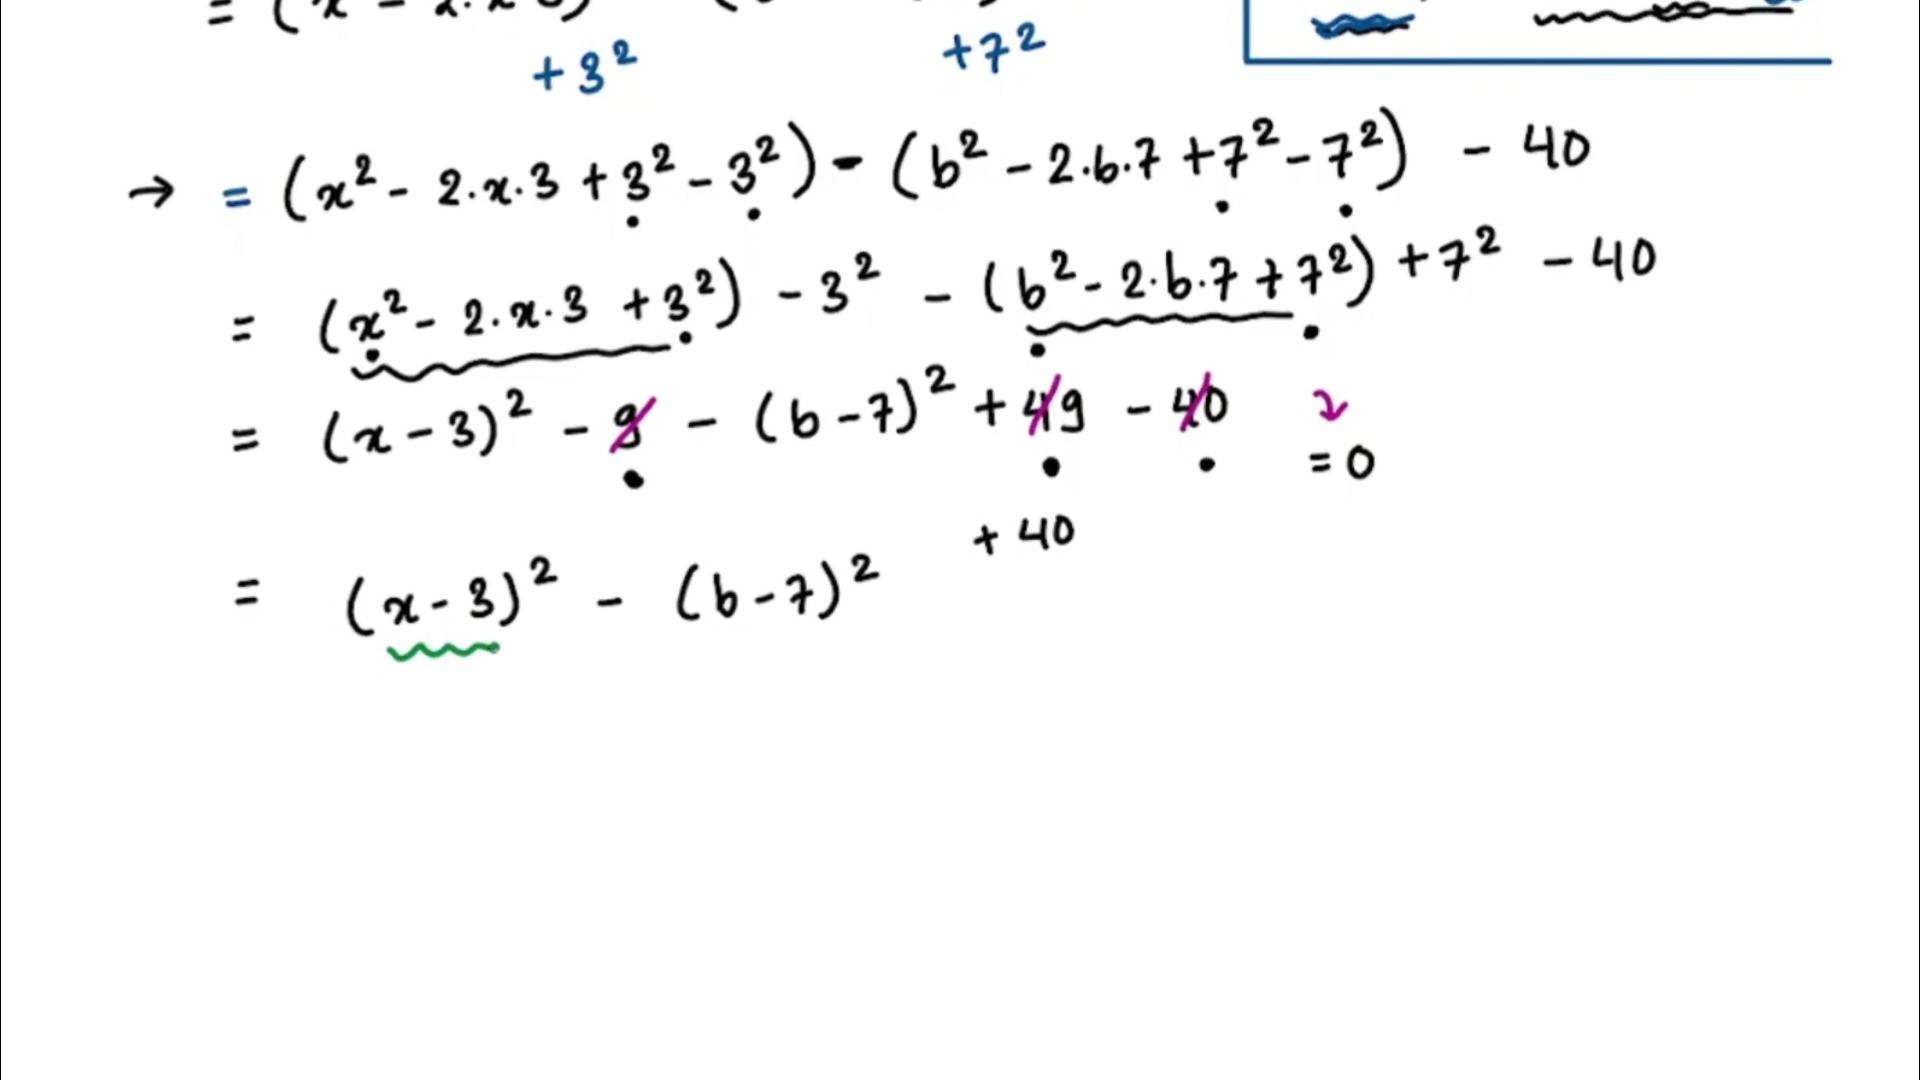 + 3²
+ 7²
→ = (x² - 2.x.3 + 3² - 3²) - (b² - 2.b.7 + 7² - 7²) - 40
= (x² - 2.x.3 + 3²) - 3² - (b² - 2.b.7 + 7²) + 7² - 40
= (x - 3)² - 9 - (b - 7)² + 49 - 40
= 0
+ 40
= (x - 3)² - (b - 7)²